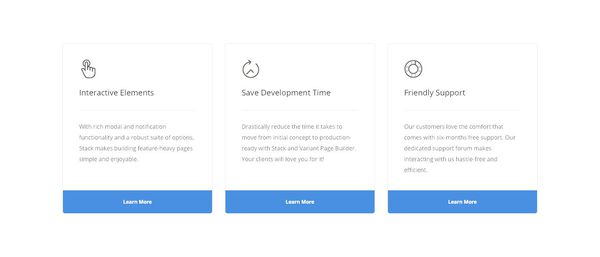 Interactive Elements
With rich modal and notification
functionality and a robust suite of options,
Stack makes building feature-heavy pages
simple and enjoyable.
Learn More
Save Development Time
Drastically reduce the time it takes to
move from initial concept to production-
ready with Stack and Variant Page Builder.
Your clients will love you for it!
Learn More
Friendly Support
Our customers love the comfort that
comes with six-months free support. Our
dedicated support forum makes
interacting with us hassle-free and
efficient.
Learn More